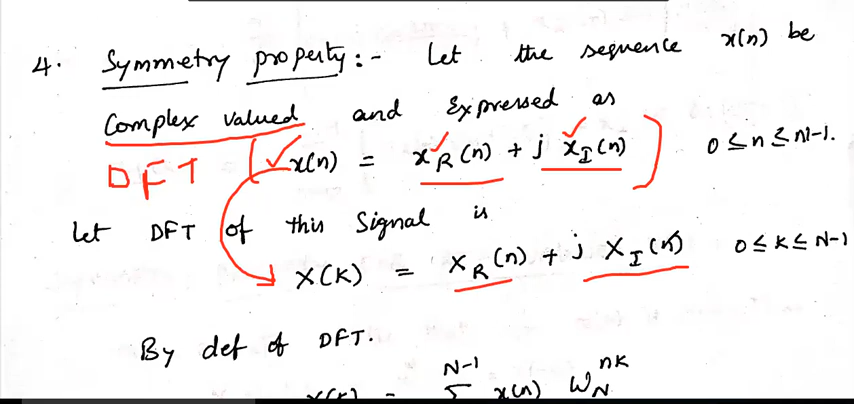 4. Symmetry property :- Let the sequence x(n) be
Complex valued and Expressed as
DFT [ x(n) = x_R(n) + j x_I(n) ] 0 ≤ n ≤ N-1.
Let DFT of this Signal is
X(K) = X_R(n) + j X_I(K) 0 ≤ K ≤ N-1
By def of DFT.
X(K) = N-1 Σ x(n) W_N^nK